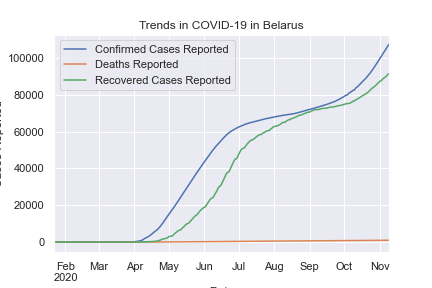 Trends in COVID-19 in Belarus
Confirmed Cases Reported
Deaths Reported
Recovered Cases Reported
100000
80000
60000
40000
20000
0
Feb Mar Apr May Jun Jul Aug Sep Oct Nov
2020